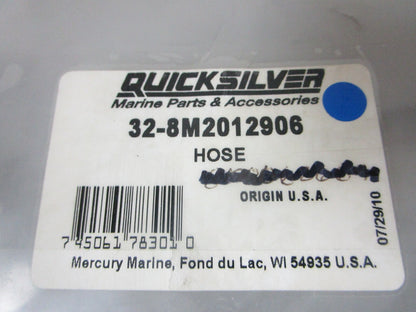 QUICKSILVER
Marine Parts & Accessories
32-8M2012906
HOSE
ORIGIN U.S.A.
07/29/10
7 45061 78301 0
Mercury Marine, Fond du Lac, WI 54935 U.S.A.